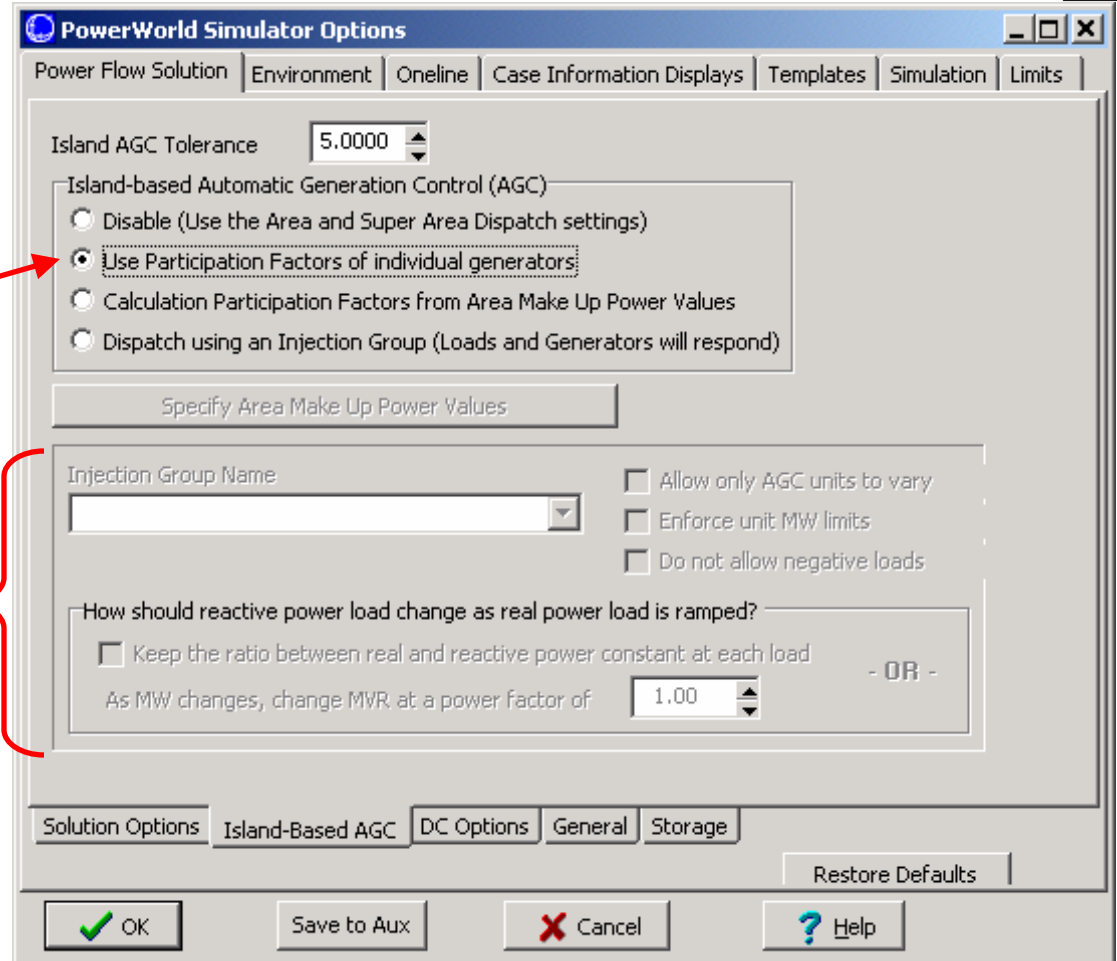 PowerWorld Simulator Options
Power Flow Solution Environment Oneline Case Information Displays Templates Simulation Limits
Island AGC Tolerance 5.0000
Island-based Automatic Generation Control (AGC)
Disable (Use the Area and Super Area Dispatch settings)
Use Participation Factors of individual generators
Calculation Participation Factors from Area Make Up Power Values
Dispatch using an Injection Group (Loads and Generators will respond)
Specify Area Make Up Power Values
Injection Group Name
Allow only AGC units to vary
Enforce unit MW limits
Do not allow negative loads
How should reactive power load change as real power load is ramped?
Keep the ratio between real and reactive power constant at each load
- OR -
As MW changes, change MVR at a power factor of 1.00
Solution Options Island-Based AGC DC Options General Storage
Restore Defaults
OK Save to Aux Cancel Help